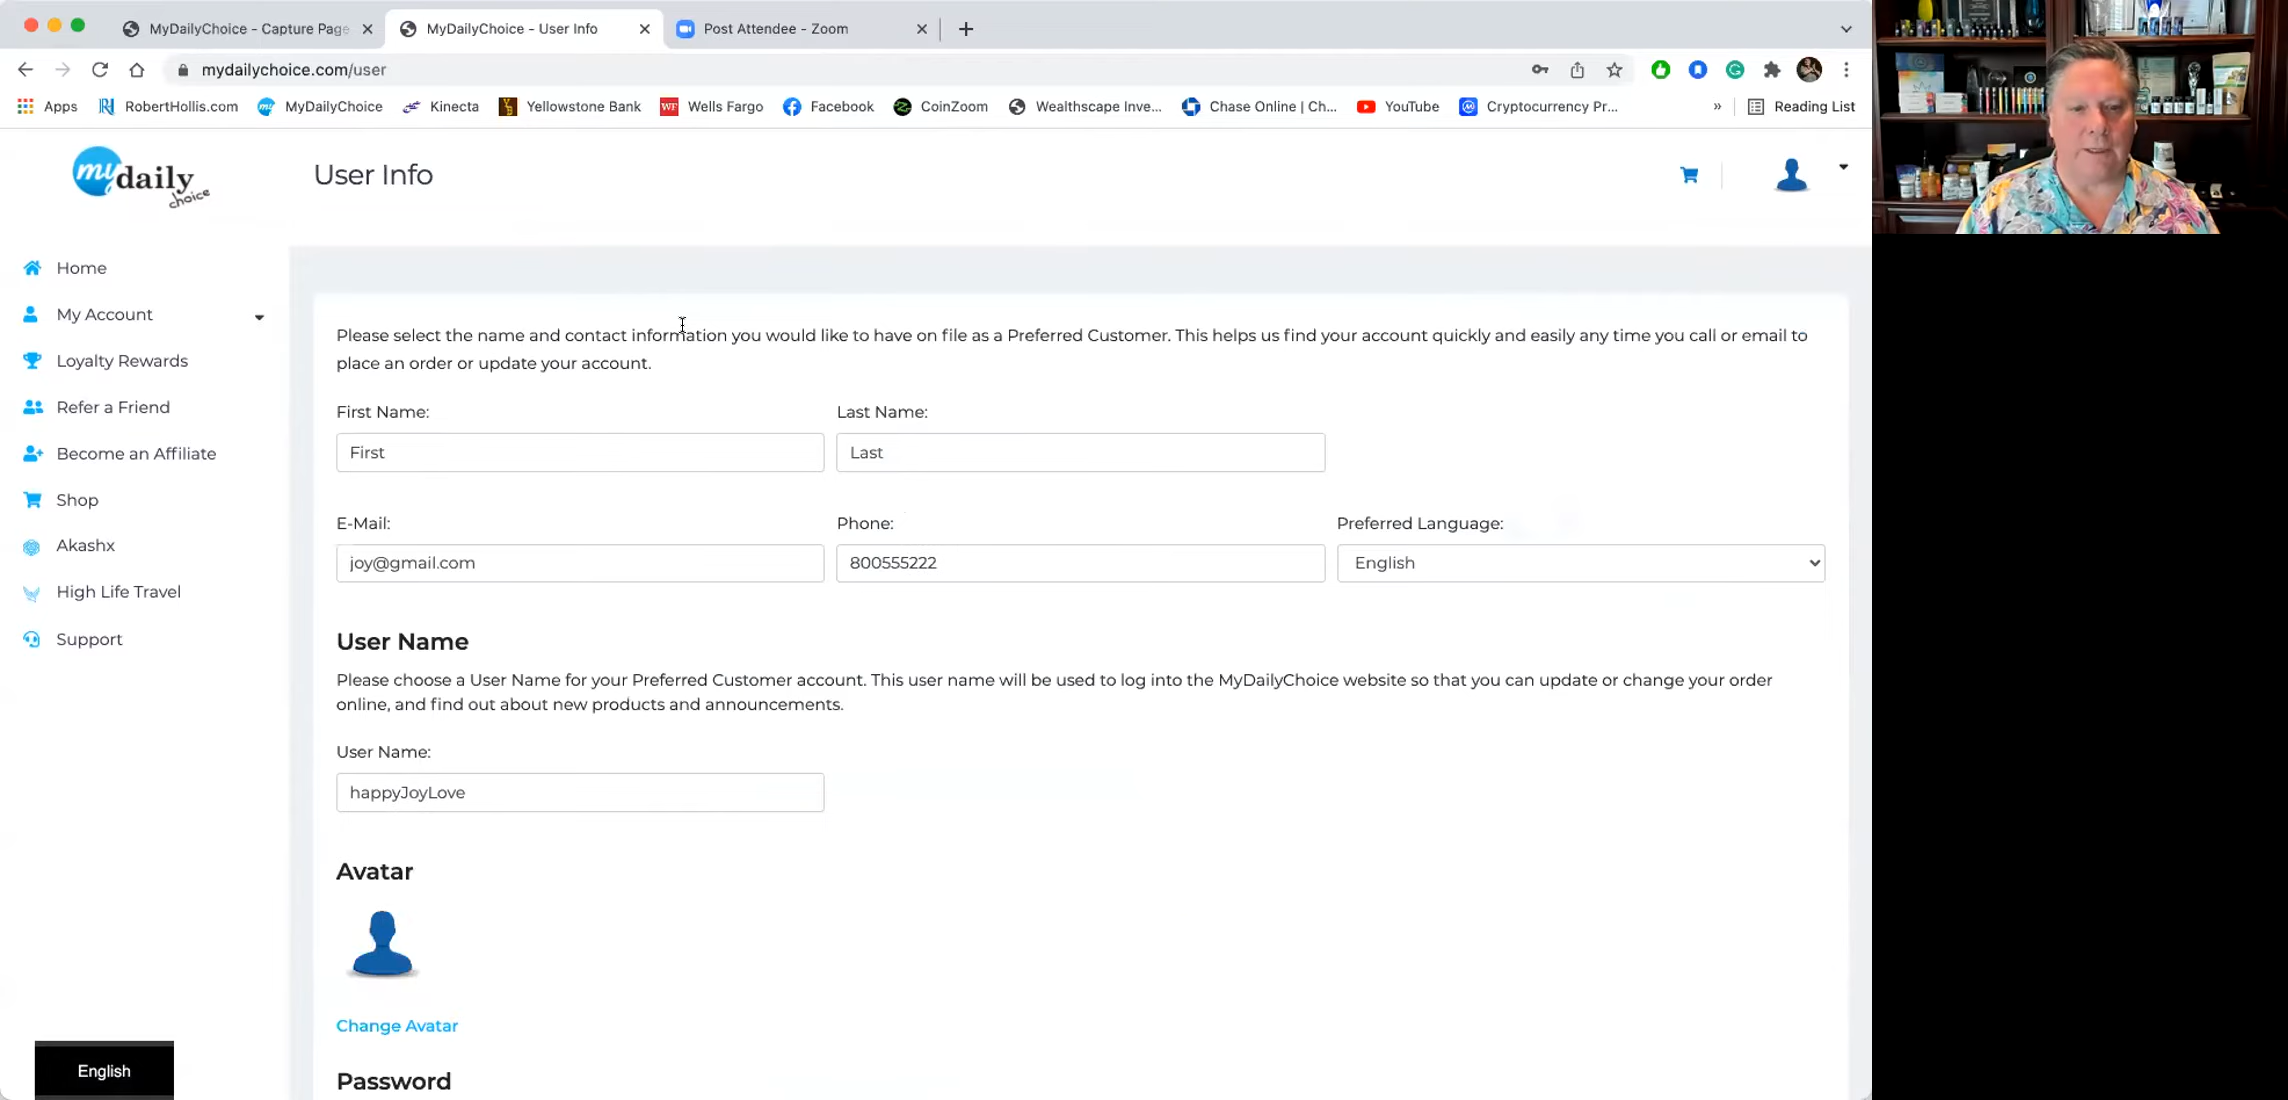 MyDailyChoice - Capture Page
MyDailyChoice - User Info
Post Attendee - Zoom
mydailychoice.com/user
Apps
RobertHollis.com
MyDailyChoice
Kinecta
Yellowstone Bank
Wells Fargo
Facebook
CoinZoom
Wealthscape Inve...
Chase Online | Ch...
YouTube
Cryptocurrency Pr...
»
Reading List
my daily choice
User Info
Home
My Account
Loyalty Rewards
Refer a Friend
Become an Affiliate
Shop
Akashx
High Life Travel
Support
English
Please select the name and contact information you would like to have on file as a Preferred Customer. This helps us find your account quickly and easily any time you call or email to
place an order or update your account.
First Name:
Last Name:
First
Last
E-Mail:
Phone:
Preferred Language:
joy@gmail.com
800555222
English
User Name
Please choose a User Name for your Preferred Customer account. This user name will be used to log into the MyDailyChoice website so that you can update or change your order
online, and find out about new products and announcements.
User Name:
happyJoyLove
Avatar
Change Avatar
Password